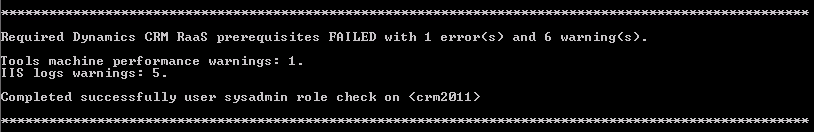 ********************************************************************************************************
Required Dynamics CRM RaaS prerequisites FAILED with 1 error(s) and 6 warning(s).
Tools machine performance warnings: 1.
IIS logs warnings: 5.
Completed successfully user sysadmin role check on <crm2011>
********************************************************************************************************